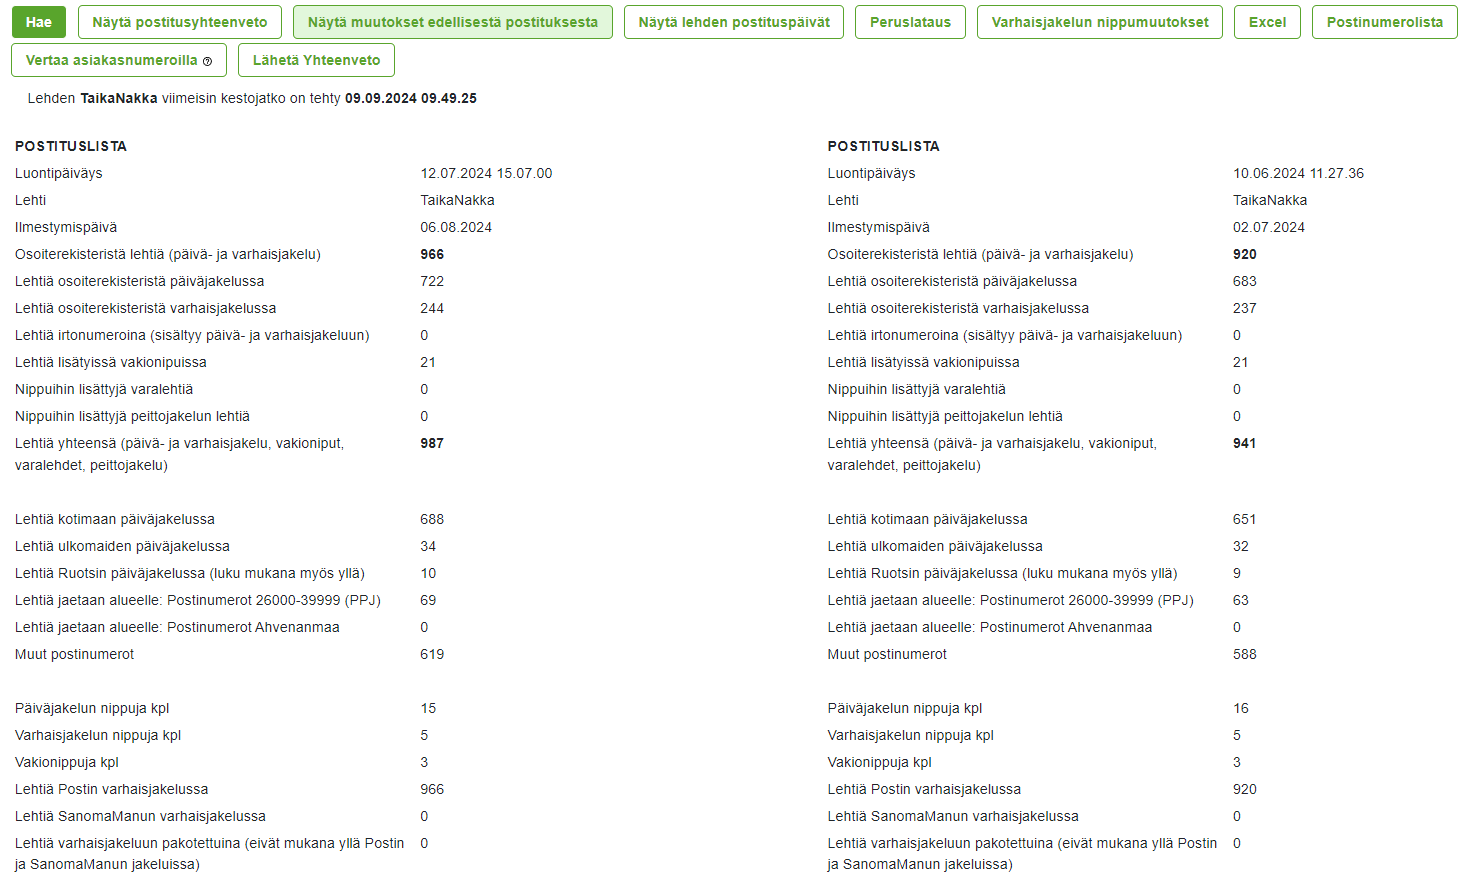 Hae
Näytä postitusyhteenveto
Näytä muutokset edellisestä postituksesta
Näytä lehden postituspäivät
Peruslataus
Varhaisjakelun nippumuutokset
Excel
Postinumerolista
Vertaa asiakasnumeroilla
Lähetä Yhteenveto
Lehden TaikaNakka viimeisin kestojatko on tehty 09.09.2024 09.49.25
POSTITUSLISTA
Luontipäiväys 12.07.2024 15.07.00
Lehti TaikaNakka
Ilmestymispäivä 06.08.2024
Osoiterekisteristä lehtiä (päivä- ja varhaisjakelu) 966
Lehtiä osoiterekisteristä päiväjakelussa 722
Lehtiä osoiterekisteristä varhaisjakelussa 244
Lehtiä irtonumeroina (sisältyy päivä- ja varhaisjakeluun) 0
Lehtiä lisätyissä vakionipuissa 21
Nippuihin lisättyjä varalehtiä 0
Nippuihin lisättyjä peittojakelun lehtiä 0
Lehtiä yhteensä (päivä- ja varhaisjakelu, vakioniput, 987
varalehdet, peittojakelu)
Lehtiä kotimaan päiväjakelussa 688
Lehtiä ulkomaiden päiväjakelussa 34
Lehtiä Ruotsin päiväjakelussa (luku mukana myös yllä) 10
Lehtiä jaetaan alueelle: Postinumerot 26000-39999 (PPJ) 69
Lehtiä jaetaan alueelle: Postinumerot Ahvenanmaa 0
Muut postinumerot 619
Päiväjakelun nippuja kpl 15
Varhaisjakelun nippuja kpl 5
Vakionippuja kpl 3
Lehtiä Postin varhaisjakelussa 966
Lehtiä SanomaManun varhaisjakelussa 0
Lehtiä varhaisjakeluun pakotettuina (eivät mukana yllä Postin 0
ja SanomaManun jakeluissa)
POSTITUSLISTA
Luontipäiväys 10.06.2024 11.27.36
Lehti TaikaNakka
Ilmestymispäivä 02.07.2024
Osoiterekisteristä lehtiä (päivä- ja varhaisjakelu) 920
Lehtiä osoiterekisteristä päiväjakelussa 683
Lehtiä osoiterekisteristä varhaisjakelussa 237
Lehtiä irtonumeroina (sisältyy päivä- ja varhaisjakeluun) 0
Lehtiä lisätyissä vakionipuissa 21
Nippuihin lisättyjä varalehtiä 0
Nippuihin lisättyjä peittojakelun lehtiä 0
Lehtiä yhteensä (päivä- ja varhaisjakelu, vakioniput, 941
varalehdet, peittojakelu)
Lehtiä kotimaan päiväjakelussa 651
Lehtiä ulkomaiden päiväjakelussa 32
Lehtiä Ruotsin päiväjakelussa (luku mukana myös yllä) 9
Lehtiä jaetaan alueelle: Postinumerot 26000-39999 (PPJ) 63
Lehtiä jaetaan alueelle: Postinumerot Ahvenanmaa 0
Muut postinumerot 588
Päiväjakelun nippuja kpl 16
Varhaisjakelun nippuja kpl 5
Vakionippuja kpl 3
Lehtiä Postin varhaisjakelussa 920
Lehtiä SanomaManun varhaisjakelussa 0
Lehtiä varhaisjakeluun pakotettuina (eivät mukana yllä Postin 0
ja SanomaManun jakeluissa)